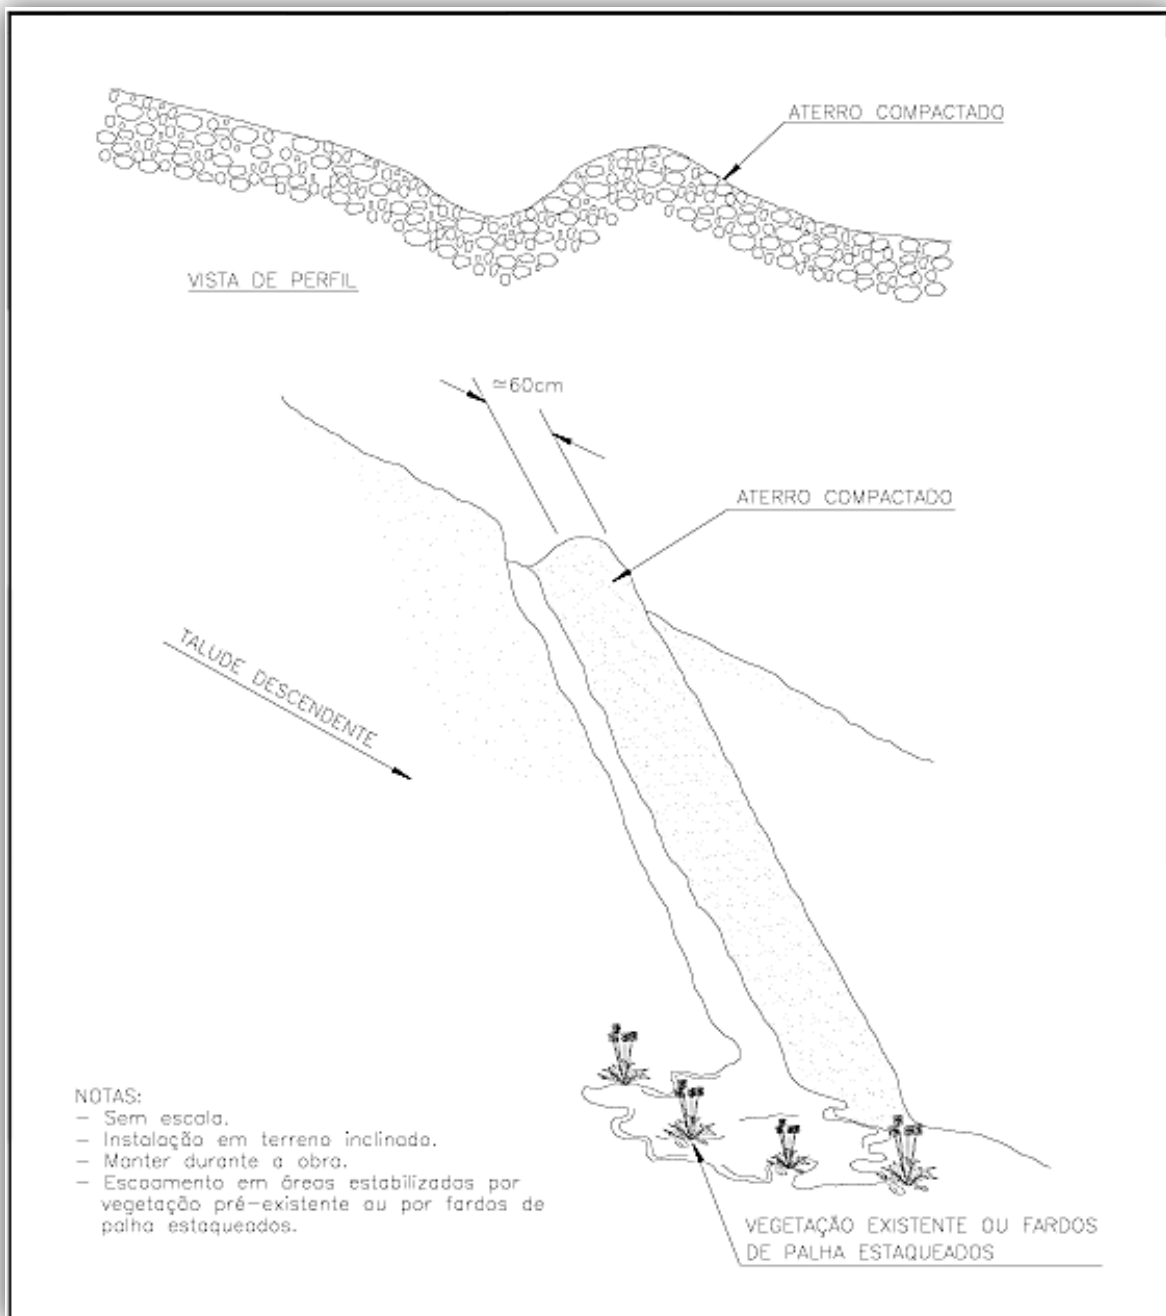 ATERRO COMPACTADO
VISTA DE PERFIL
≃60cm
ATERRO COMPACTADO
TALUDE DESCENDENTE
NOTAS:
– Sem escala.
– Instalação em terreno inclinado.
– Manter durante a obra.
– Escoamento em áreas estabilizadas por
vegetação pré-existente ou por fardos de
palha estaqueados.
VEGETAÇÃO EXISTENTE OU FARDOS
DE PALHA ESTAQUEADOS